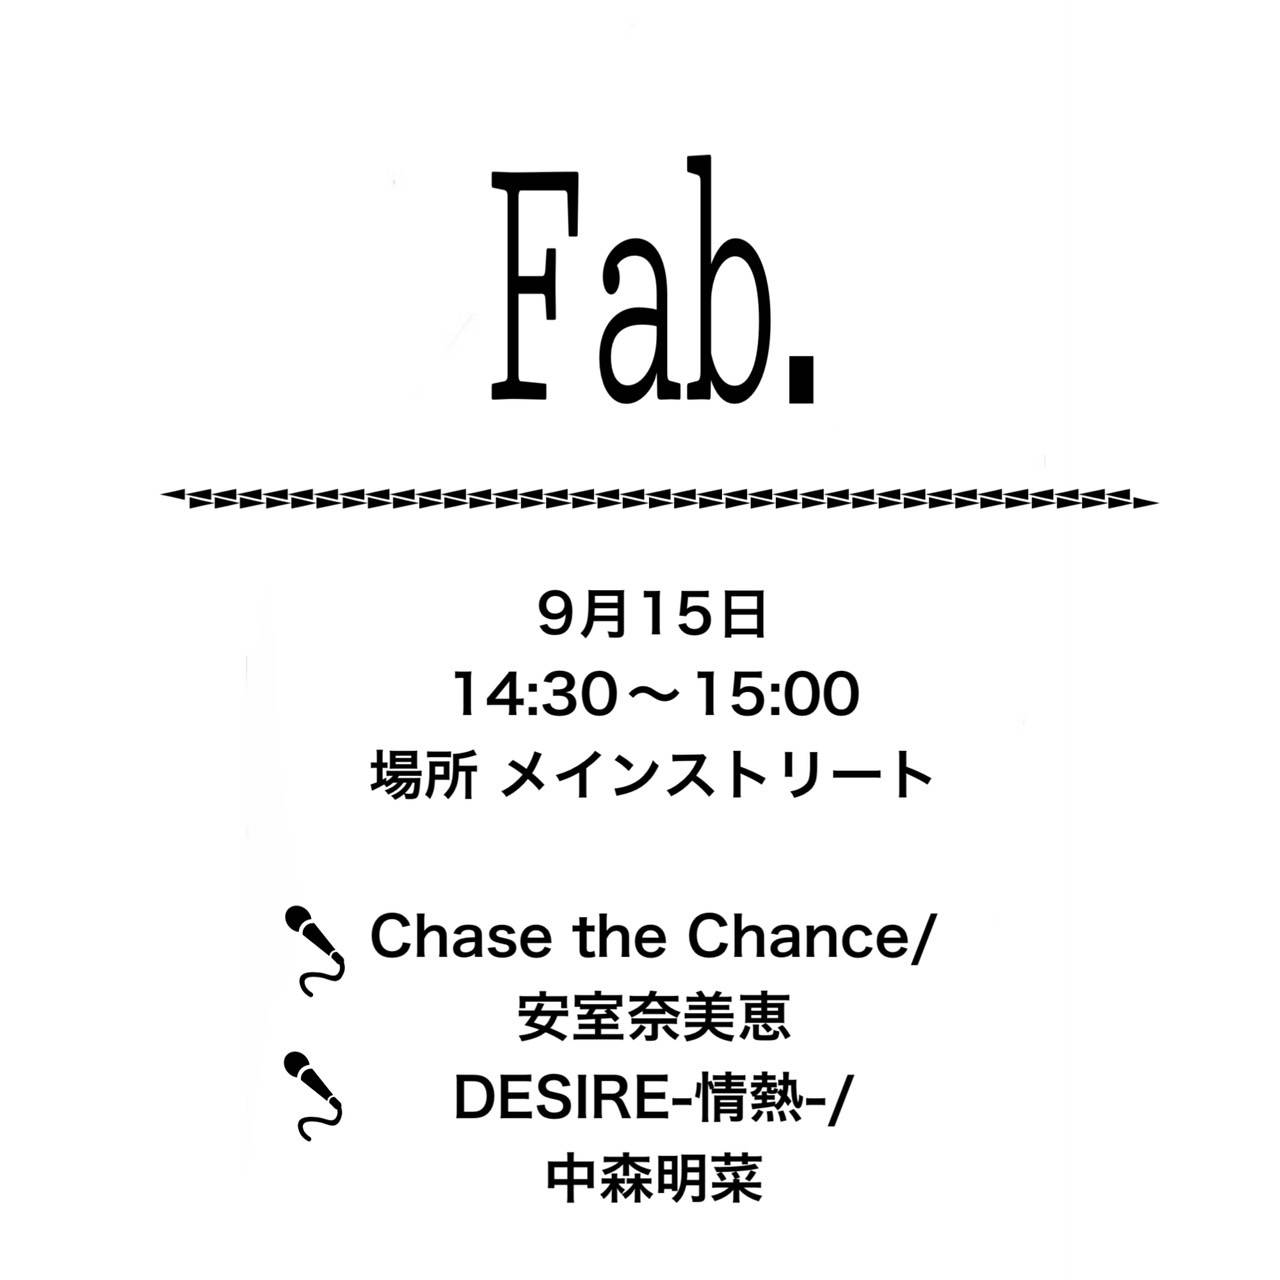 Fab.
9月15日
14:30〜15:00
場所 メインストリート
Chase the Chance/
安室奈美恵
DESIRE-情熱-/
中森明菜